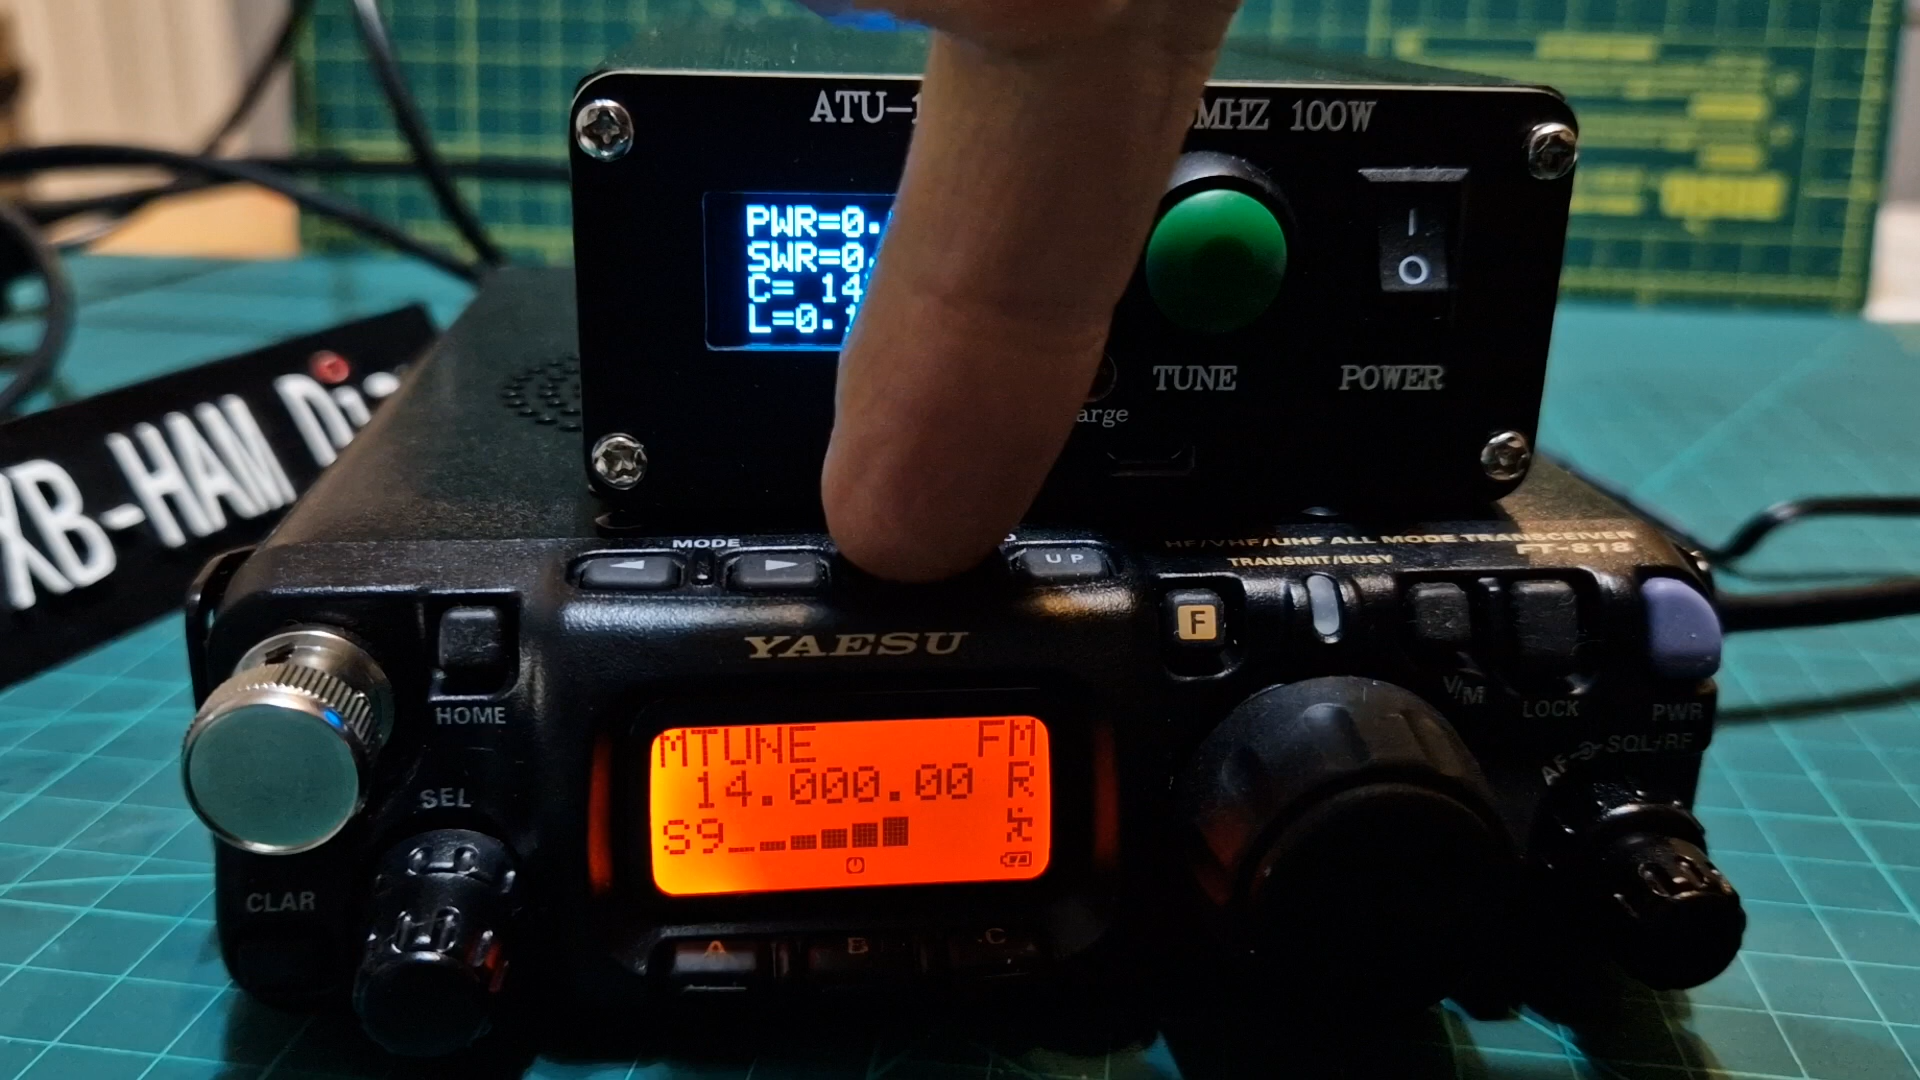 ATU-1
MHZ 100W
PWR=0.
SWR=0.
C= 14
L=0.1
TUNE
POWER
arge
XB-HAM Di
MODE
UP
HF/VHF/UHF ALL MODE TRANSCEIVER
FT-818
TRANSMIT/BUSY
F
YAESU
HOME
V/M
LOCK
PWR
AF
SQL/RF
SEL
MTUNE FM
14.000.00 R
S9
CLAR
A
B
C